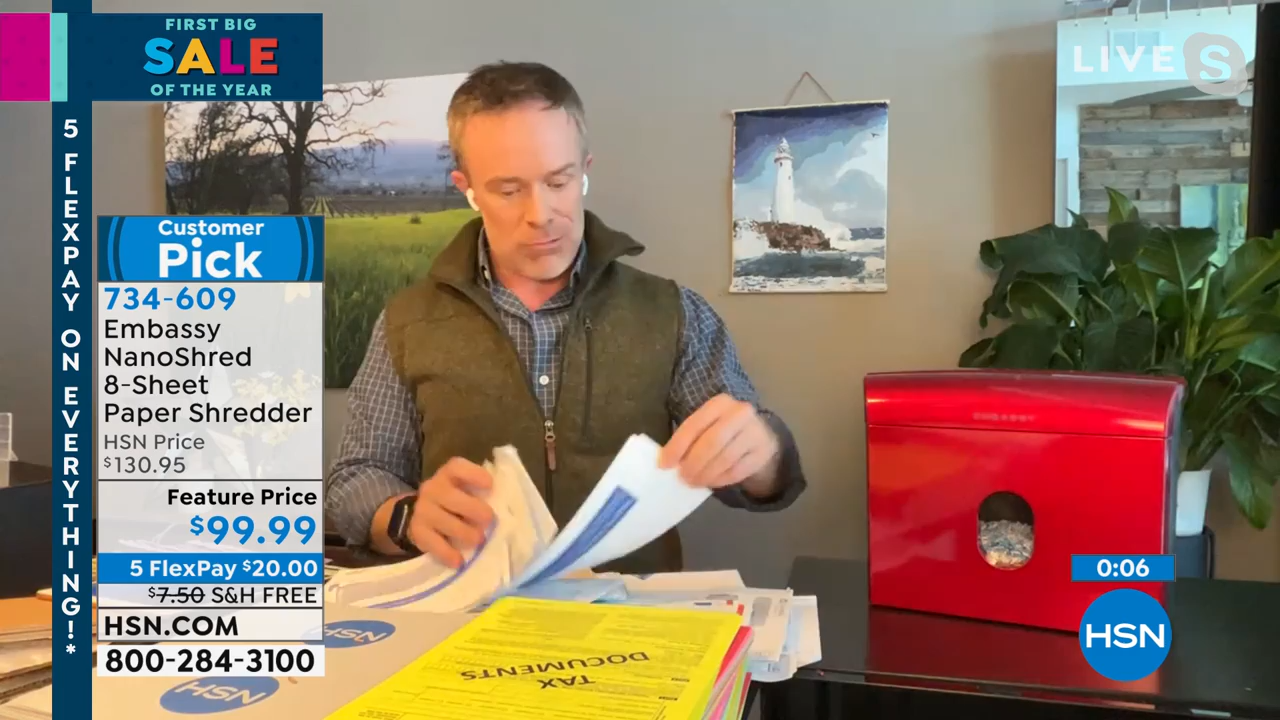 FIRST BIG
SALE
OF THE YEAR
LIVE S
5 FLEXPAY ON EVERYTHING!*
Customer
Pick
734-609
Embassy
NanoShred
8-Sheet
Paper Shredder
HSN Price
$130.95
Feature Price
$99.99
5 FlexPay $20.00
$7.50 S&H FREE
HSN.COM
800-284-3100
EMBASSY
0:06
HSN
HSN
HSN
TAX
DOCUMENTS